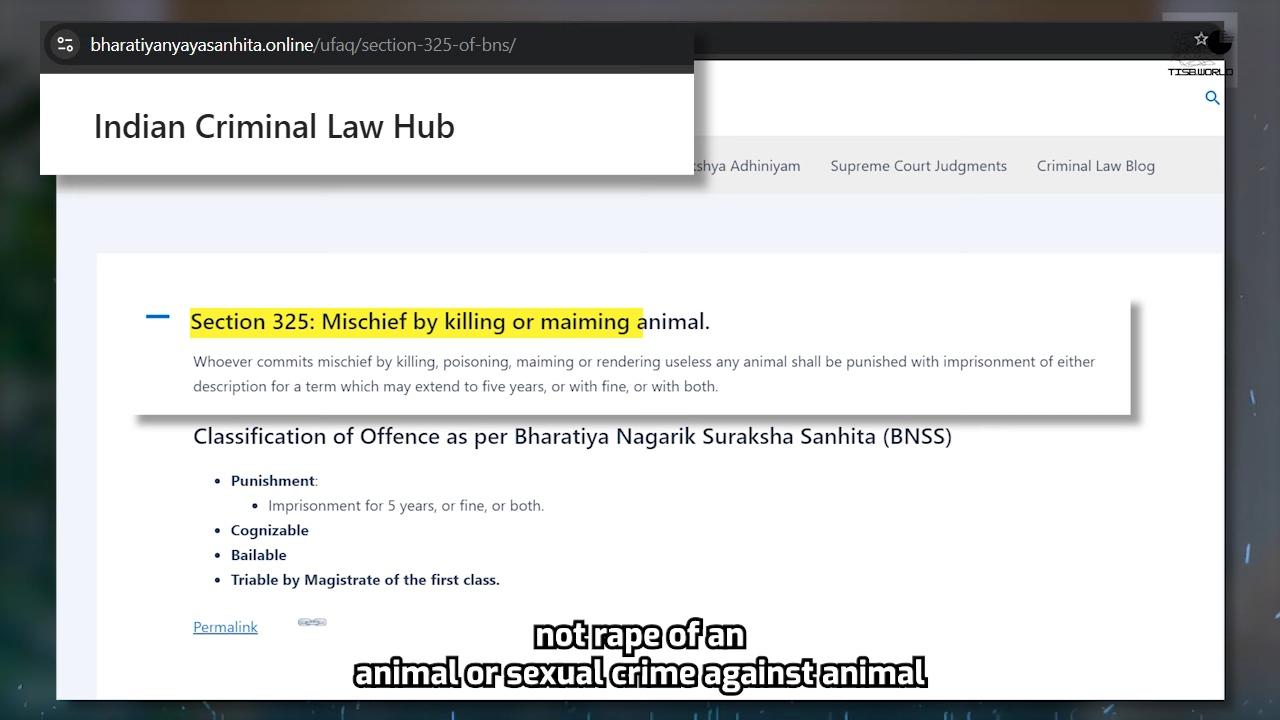 bharatiyanyayasanhita.online/ufaq/section-325-of-bns/
TISB.WORLD
Indian Criminal Law Hub
kshya Adhiniyam Supreme Court Judgments Criminal Law Blog
Section 325: Mischief by killing or maiming animal.
Whoever commits mischief by killing, poisoning, maiming or rendering useless any animal shall be punished with imprisonment of either
description for a term which may extend to five years, or with fine, or with both.
Classification of Offence as per Bharatiya Nagarik Suraksha Sanhita (BNSS)
Punishment:
Imprisonment for 5 years, or fine, or both.
Cognizable
Bailable
Triable by Magistrate of the first class.
Permalink
not rape of an
animal or sexual crime against animal